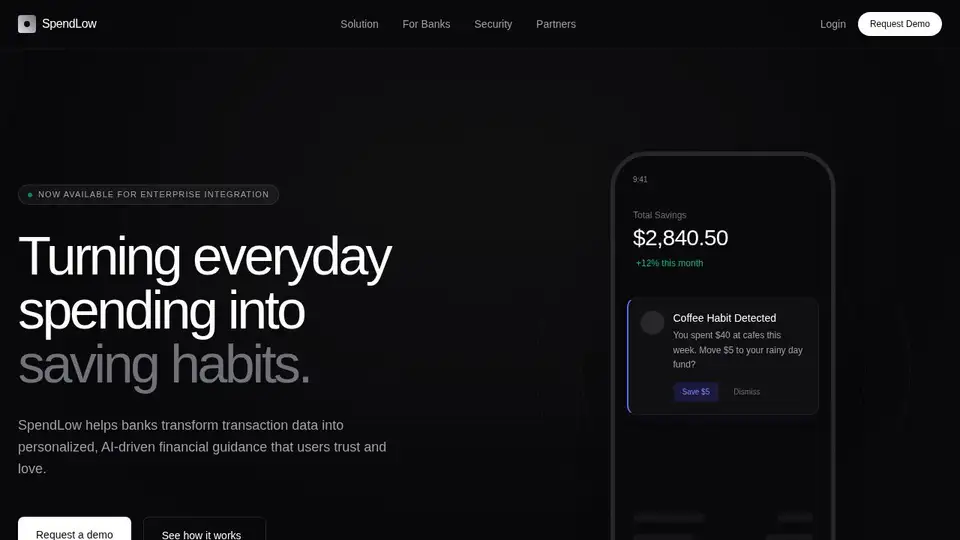 SpendLow
Solution
For Banks
Security
Partners
Login
Request Demo
NOW AVAILABLE FOR ENTERPRISE INTEGRATION
Turning everyday
spending into
saving habits.
SpendLow helps banks transform transaction data into
personalized, AI-driven financial guidance that users trust and
love.
Request a demo
See how it works
9:41
Total Savings
$2,840.50
+12% this month
Coffee Habit Detected
You spent $40 at cafes this
week. Move $5 to your rainy day
fund?
Save $5
Dismiss